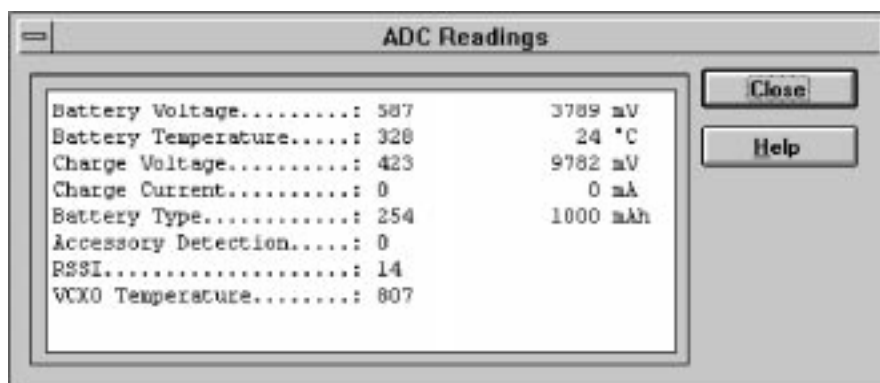 ADC Readings
Battery Voltage.........: 587 3789 mV
Battery Temperature.....: 328 24 °C
Charge Voltage..........: 423 9782 mV
Charge Current..........: 0 0 mA
Battery Type............: 254 1000 mAh
Accessory Detection.....: 0
RSSI....................: 14
VCXO Temperature........: 807
Close
Help